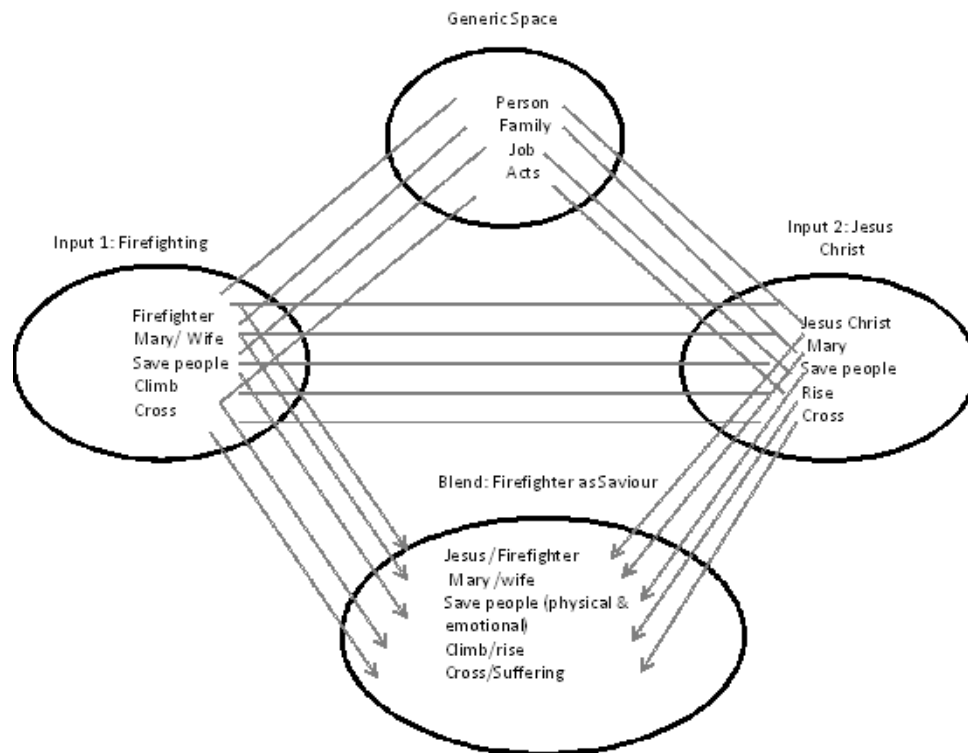 Generic Space
Person
Family
Job
Acts
Input 1: Firefighting
Input 2: Jesus
Christ
Firefighter
Mary/ Wife
Save people
Climb
Cross
Jesus Christ
Mary
Save people
Rise
Cross
Blend: Firefighter as Saviour
Jesus/Firefighter
Mary/wife
Save people (physical &
emotional)
Climb/rise
Cross/Suffering